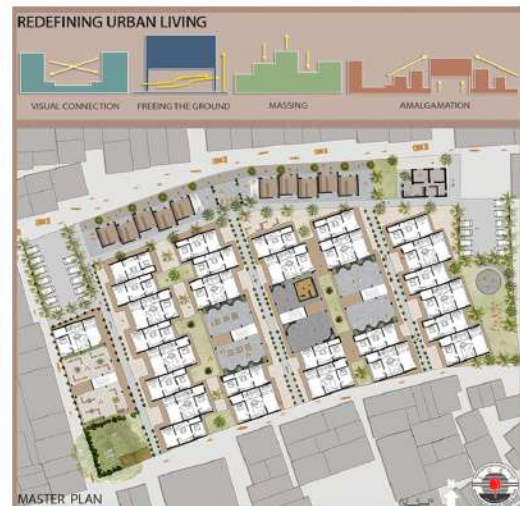 REDEFINING URBAN LIVING
VISUAL CONNECTION
FREEING THE GROUND
MASSING
AMALGAMATION
MASTER PLAN
N